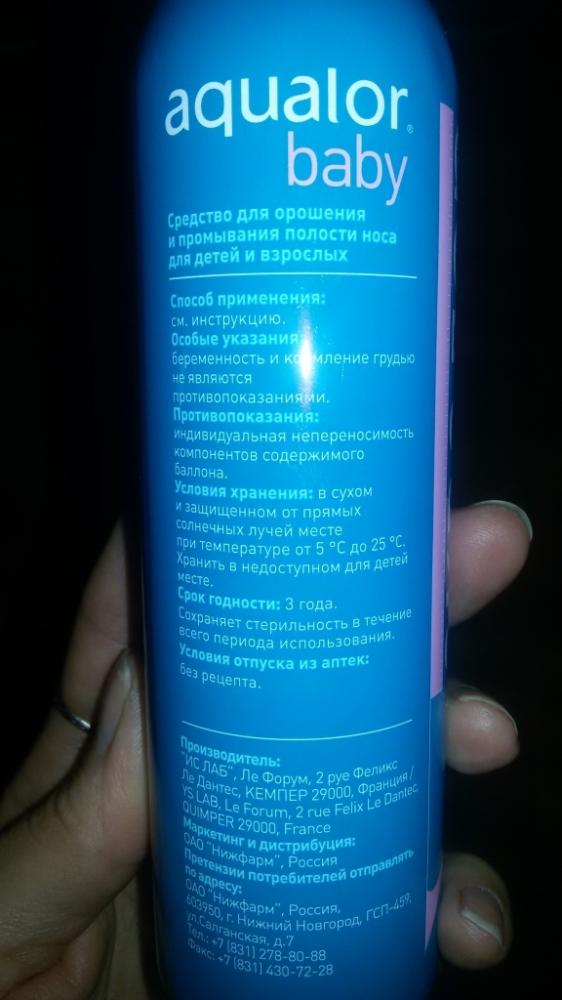 aqualor®
baby
Средство для орошения
и промывания полости носа
для детей и взрослых
Способ применения:
см. инструкцию.
Особые указания:
беременность и кормление грудью
не являются
противопоказаниями.
Противопоказания:
индивидуальная непереносимость
компонентов содержимого
баллона.
Условия хранения: в сухом
и защищенном от прямых
солнечных лучей месте
при температуре от 5 °C до 25 °C.
Хранить в недоступном для детей
месте.
Срок годности: 3 года.
Сохраняет стерильность в течение
всего периода использования.
Условия отпуска из аптек:
без рецепта.
Производитель:
"ИС ЛАБ", Ле Форум, 2 руе Феликс
Ле Дантес, КЕМПЕР 29000, Франция /
YS LAB, Le Forum, 2 rue Felix Le Dantec,
QUIMPER 29000, France
Маркетинг и дистрибуция:
ОАО "Нижфарм", Россия
Претензии потребителей отправлять
по адресу:
ОАО "Нижфарм", Россия,
603950, г. Нижний Новгород, ГСП-459,
ул.Салганская, д.7
Тел.: +7 (831) 278-80-88
Факс: +7 (831) 430-72-28